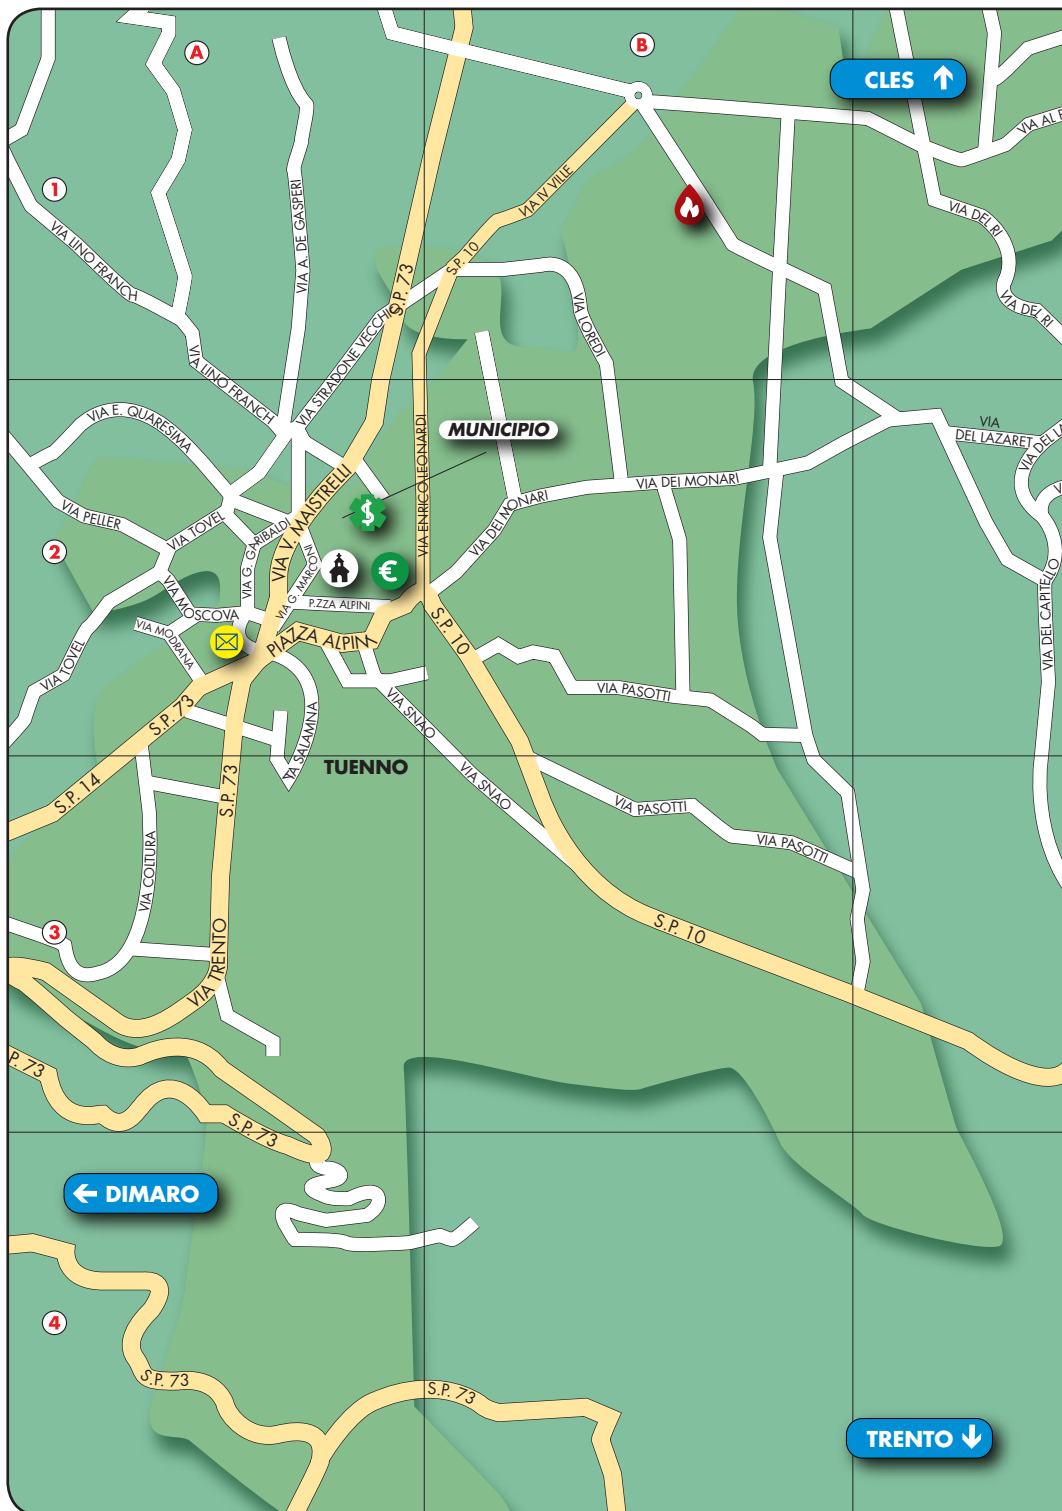 A
B
CLES
VIA AL
1
VIA IV VILLE
VIA DEL RI
VIA LINO FRANCH
VIA A. DE GASPERI
S.P. 10
S.P. 73
VIA DEL RI
VIA LOREDI
VIA STRADONE VECCHIO
VIA LINO FRANCH
VIA E. QUARESIMA
MUNICIPIO
VIA
DEL LAZARET
VIA DELLA
VIA ENRICO LEONARDI
VIA V. MAISTRELLI
VIA DEI MONARI
VIA DEI MONARI
VIA PELLER
VIA TOVEL
VIA G. GARIBALDI
2
$
€
VIA G. MARCONI
VIA MOSCOVA
P.ZZA ALPINI
VIA MODRANA
PIAZZA ALPINI
S.P. 10
VIA DEL CAPITELLO
VIA TOVEL
VIA PASOTTI
S.P. 73
VIA SNAO
TA SALAMNA
TUENNO
S.P. 14
S.P. 73
VIA SNAO
VIA PASOTTI
VIA PASOTTI
VIA COLTURA
3
S.P. 10
VIA TRENTO
P. 73
S.P. 73
DIMARO
4
S.P. 73
S.P. 73
TRENTO